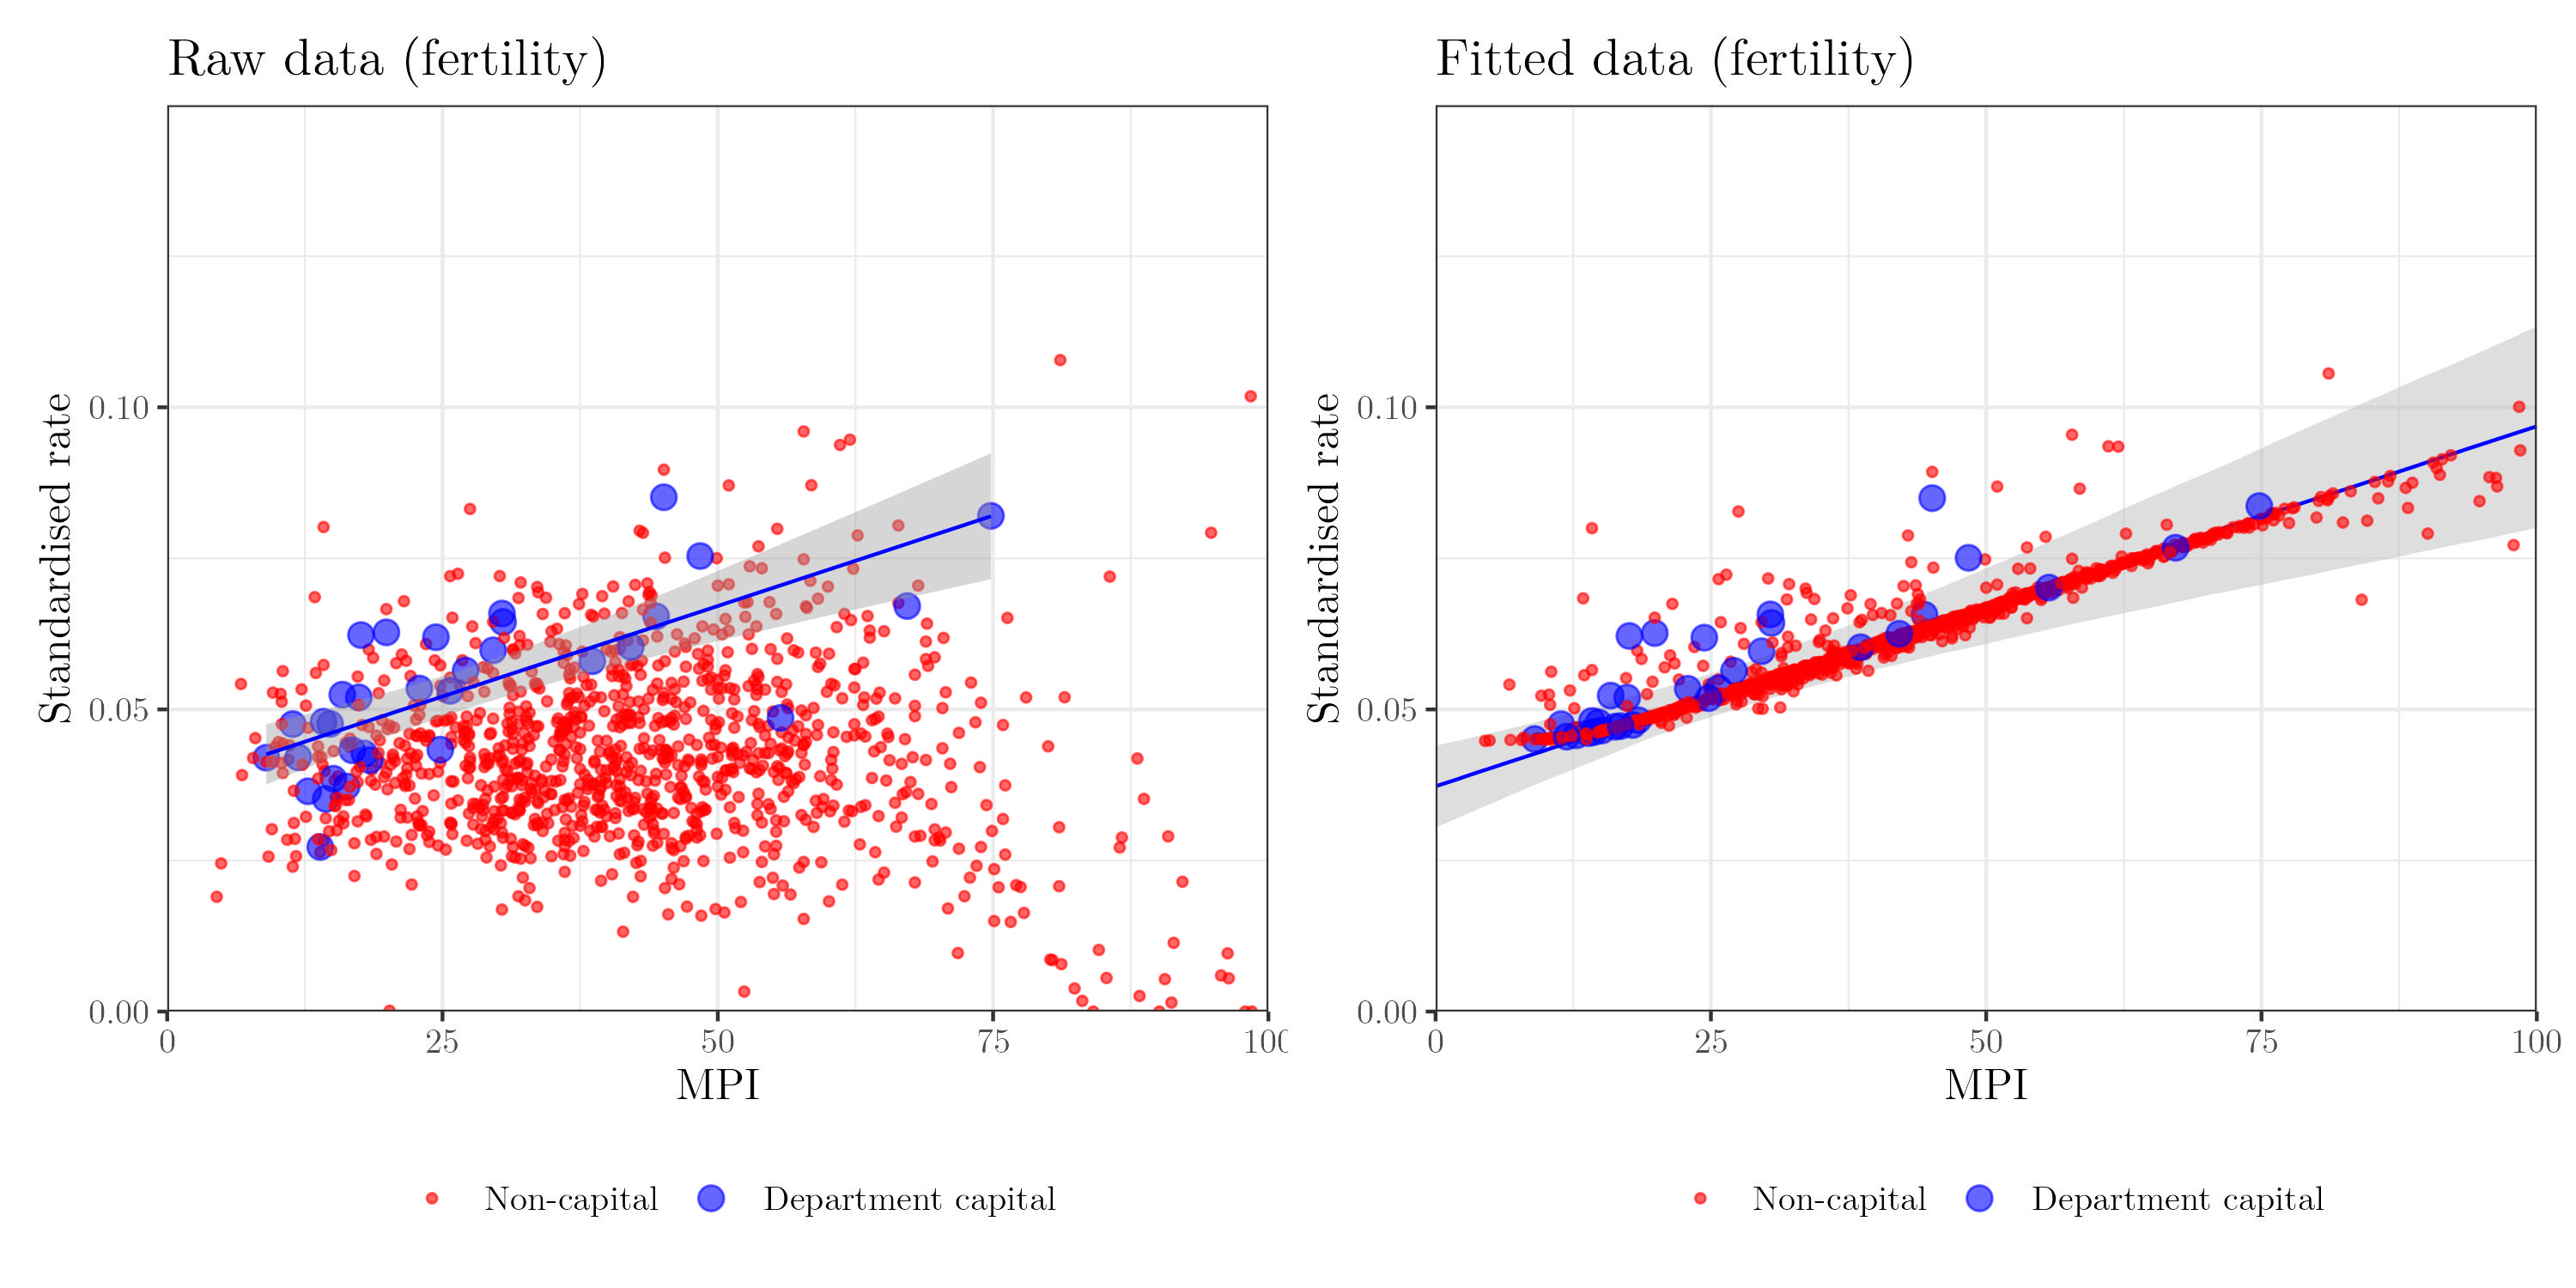 Raw data (fertility)
Standardised rate
0.10
0.05
0.00
0 25 50 75 100
MPI
Non-capital Department capital
Fitted data (fertility)
Standardised rate
0.10
0.05
0.00
0 25 50 75 100
MPI
Non-capital Department capital